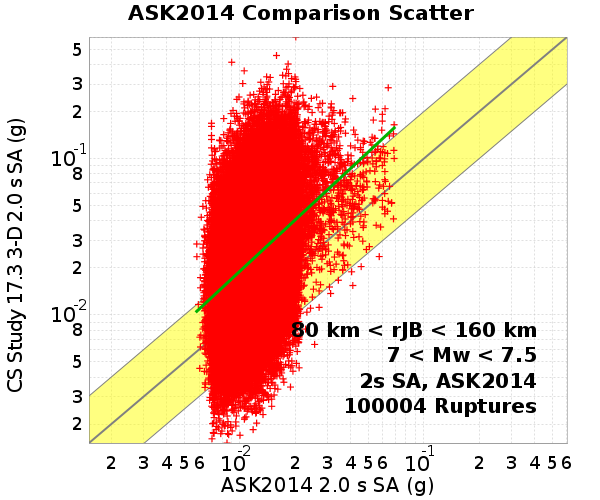 ASK2014 Comparison Scatter
CS Study 17.3 3-D 2.0 s SA (g)
5
3
2
10-1
8
5
3
2
10-2
8
5
3
2
80 km < rJB < 160 km
7 < Mw < 7.5
2s SA, ASK2014
100004 Ruptures
2 3 4 5 6 10-2 2 3 4 5 6 10-1 2 3 4 5 6
ASK2014 2.0 s SA (g)